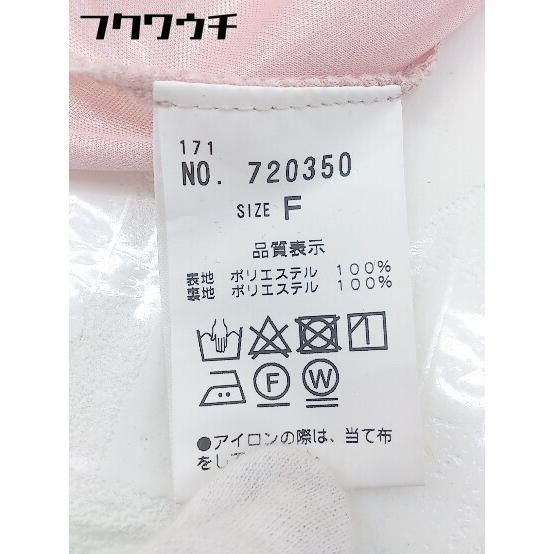 フクワウチ
171
NO. 720350
SIZE F
品質表示
表地 ポリエステル 100%
裏地 ポリエステル 100%
F W
●アイロンの際は、当て布
をし